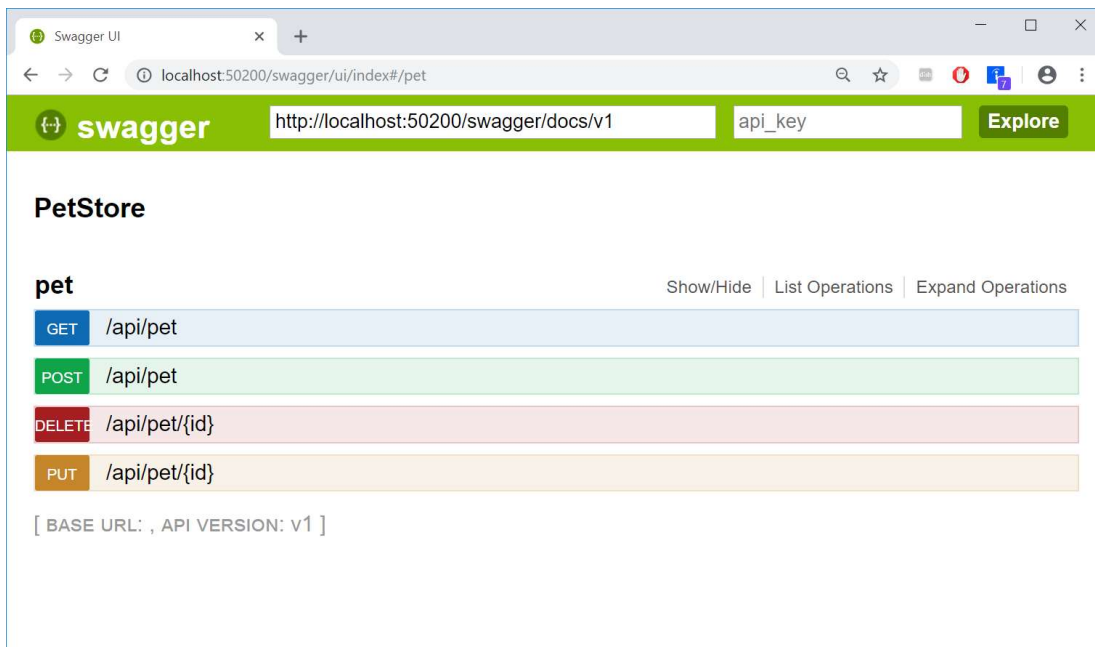 Swagger UI
localhost:50200/swagger/ui/index#/pet
7
{···} swagger http://localhost:50200/swagger/docs/v1 api_key Explore
PetStore
pet Show/Hide List Operations Expand Operations
GET /api/pet
POST /api/pet
DELETE /api/pet/{id}
PUT /api/pet/{id}
[ BASE URL: , API VERSION: V1 ]